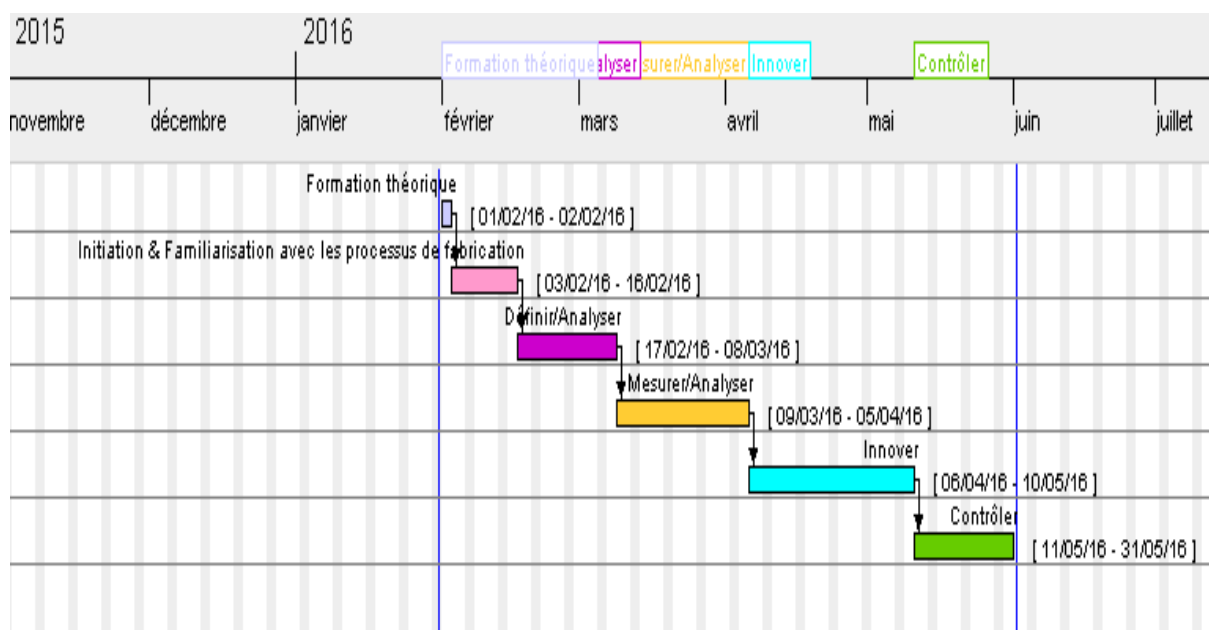 2015 2016
Formation théorique alyser surer/Analyser Innover Contrôler
novembre décembre janvier février mars avril mai juin juillet
Formation théorique
[ 01/02/16 - 02/02/16 ]
Initiation & Familiarisation avec les processus de fabrication
[ 03/02/16 - 16/02/16 ]
Définir/Analyser
[ 17/02/16 - 08/03/16 ]
Mesurer/Analyser
[ 09/03/16 - 05/04/16 ]
Innover
[ 06/04/16 - 10/05/16 ]
Contrôler
[ 11/05/16 - 31/05/16 ]